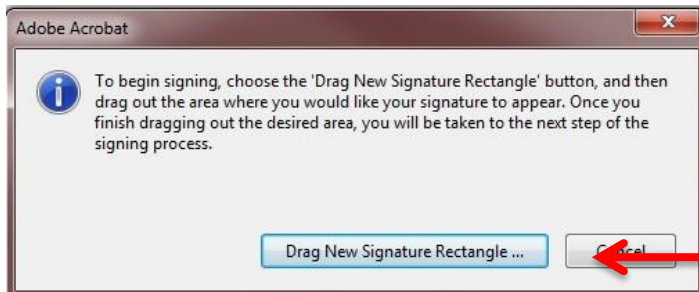 Adobe Acrobat
To begin signing, choose the 'Drag New Signature Rectangle' button, and then
drag out the area where you would like your signature to appear. Once you
finish dragging out the desired area, you will be taken to the next step of the
signing process.
Drag New Signature Rectangle ...
Cancel